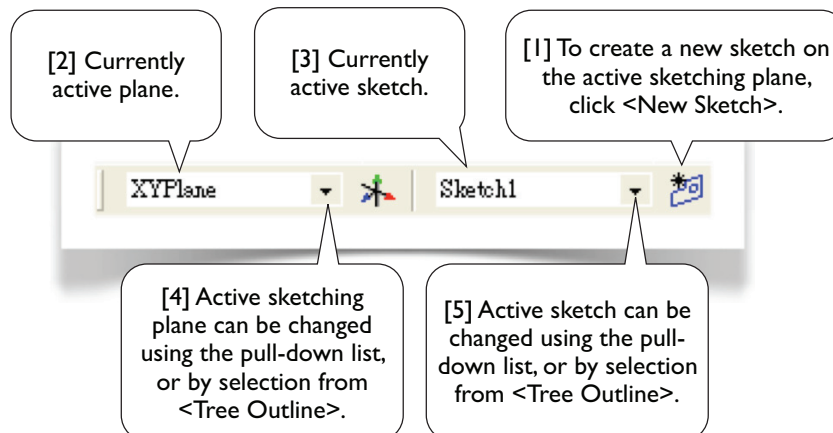 [2] Currently
active plane.
[3] Currently
active sketch.
[1] To create a new sketch on
the active sketching plane,
click <New Sketch>.
XYPlane
Sketch1
[4] Active sketching
plane can be changed
using the pull-down list,
or by selection from
<Tree Outline>.
[5] Active sketch can be
changed using the pull-
down list, or by selection
from <Tree Outline>.